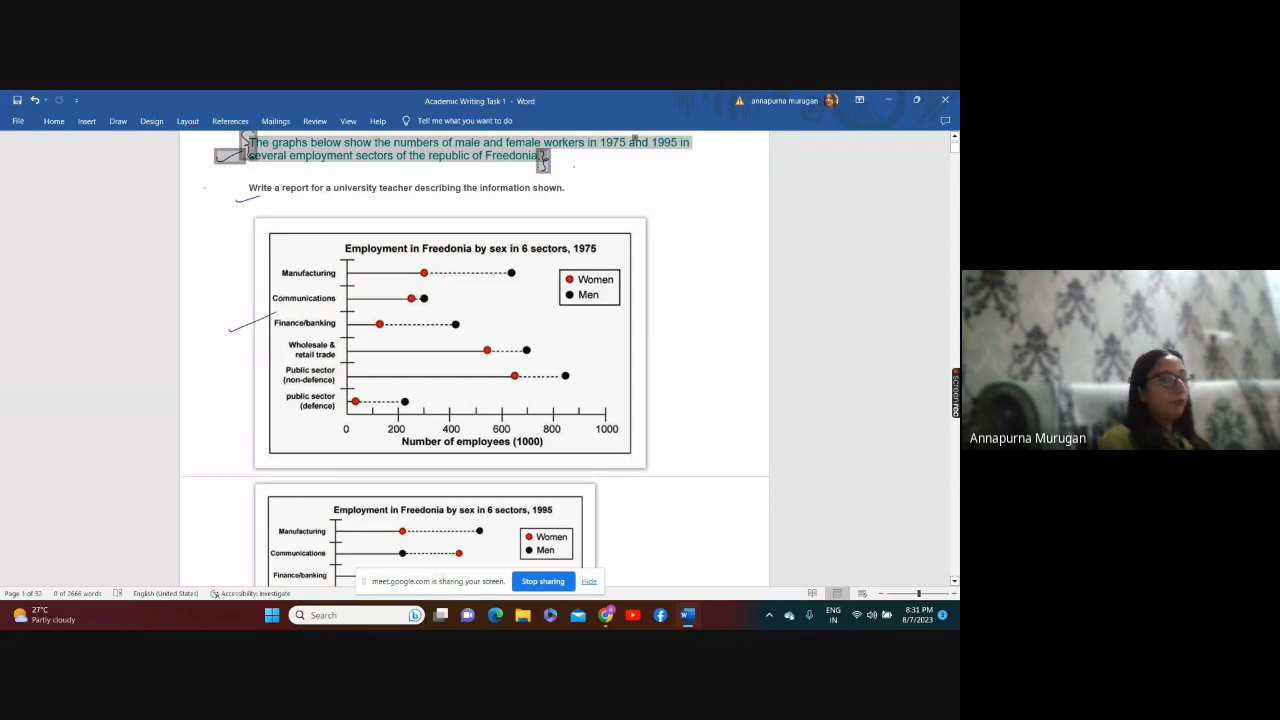 Academic Writing Task 1 - Word
annapurna murugan
File Home Insert Draw Design Layout References Mailings Review View Help Tell me what you want to do
The graphs below show the numbers of male and female workers in 1975 and 1995 in
several employment sectors of the republic of Freedonia.
Write a report for a university teacher describing the information shown.
Employment in Freedonia by sex in 6 sectors, 1975
Women
Men
Manufacturing
Communications
Finance/banking
Wholesale &
retail trade
Public sector
(non-defence)
public sector
(defence)
0 200 400 600 800 1000
Number of employees (1000)
Employment in Freedonia by sex in 6 sectors, 1995
Women
Men
Manufacturing
Communications
Finance/banking
meet.google.com is sharing your screen. Stop sharing Hide
Page 1 of 52 0 of 2666 words English (United States) Accessibility: Investigate
27°C
Partly cloudy
Search
ENG
IN
8:31 PM
8/7/2023
3
screenrec
Annapurna Murugan